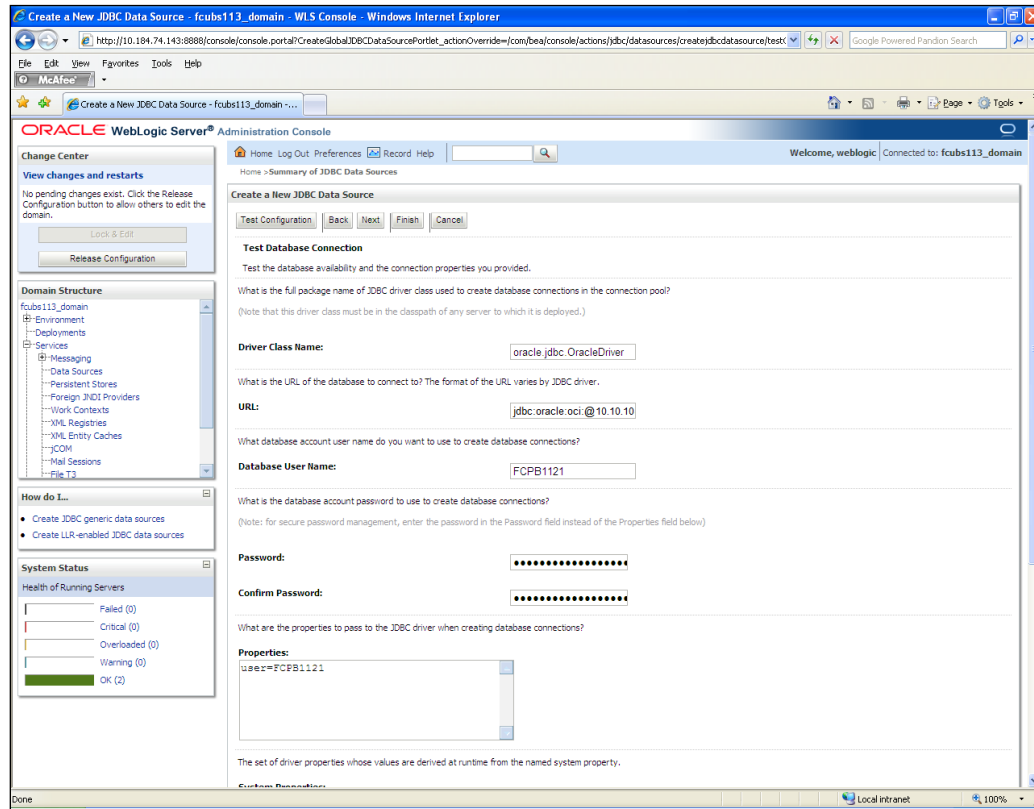 Create a New JDBC Data Source - fcubs113_domain - WLS Console - Windows Internet Explorer
http://10.184.74.143:8888/console/console.portal?CreateGlobalJDBCDataSourcePortlet_actionOverride=/com/bea/console/actions/jdbc/datasources/createjdbcdatasource/test(
Google Powered Pandion Search
File Edit View Favorites Tools Help
McAfee
Create a New JDBC Data Source - fcubs113_domain -...
Page Tools
ORACLE WebLogic Server® Administration Console
Change Center
View changes and restarts
No pending changes exist. Click the Release
Configuration button to allow others to edit the
domain.
Lock & Edit
Release Configuration
Domain Structure
fcubs113_domain
Environment
Deployments
Services
Messaging
Data Sources
Persistent Stores
Foreign JNDI Providers
Work Contexts
XML Registries
XML Entity Caches
jCOM
Mail Sessions
File T3
How do I...
Create JDBC generic data sources
Create LLR-enabled JDBC data sources
System Status
Health of Running Servers
Failed (0)
Critical (0)
Overloaded (0)
Warning (0)
OK (2)
Home Log Out Preferences Record Help
Welcome, weblogic Connected to: fcubs113_domain
Home >Summary of JDBC Data Sources
Create a New JDBC Data Source
Test Configuration Back Next Finish Cancel
Test Database Connection
Test the database availability and the connection properties you provided.
What is the full package name of JDBC driver class used to create database connections in the connection pool?
(Note that this driver class must be in the classpath of any server to which it is deployed.)
Driver Class Name: oracle.jdbc.OracleDriver
What is the URL of the database to connect to? The format of the URL varies by JDBC driver.
URL: jdbc:oracle:oci:@10.10.10
What database account user name do you want to use to create database connections?
Database User Name: FCPB1121
What is the database account password to use to create database connections?
(Note: for secure password management, enter the password in the Password field instead of the Properties field below)
Password: ●●●●●●●●●●●●●●●●●●
Confirm Password: ●●●●●●●●●●●●●●●●●●
What are the properties to pass to the JDBC driver when creating database connections?
Properties:
user=FCPB1121
The set of driver properties whose values are derived at runtime from the named system property.
System Properties:
Done
Local intranet
100%